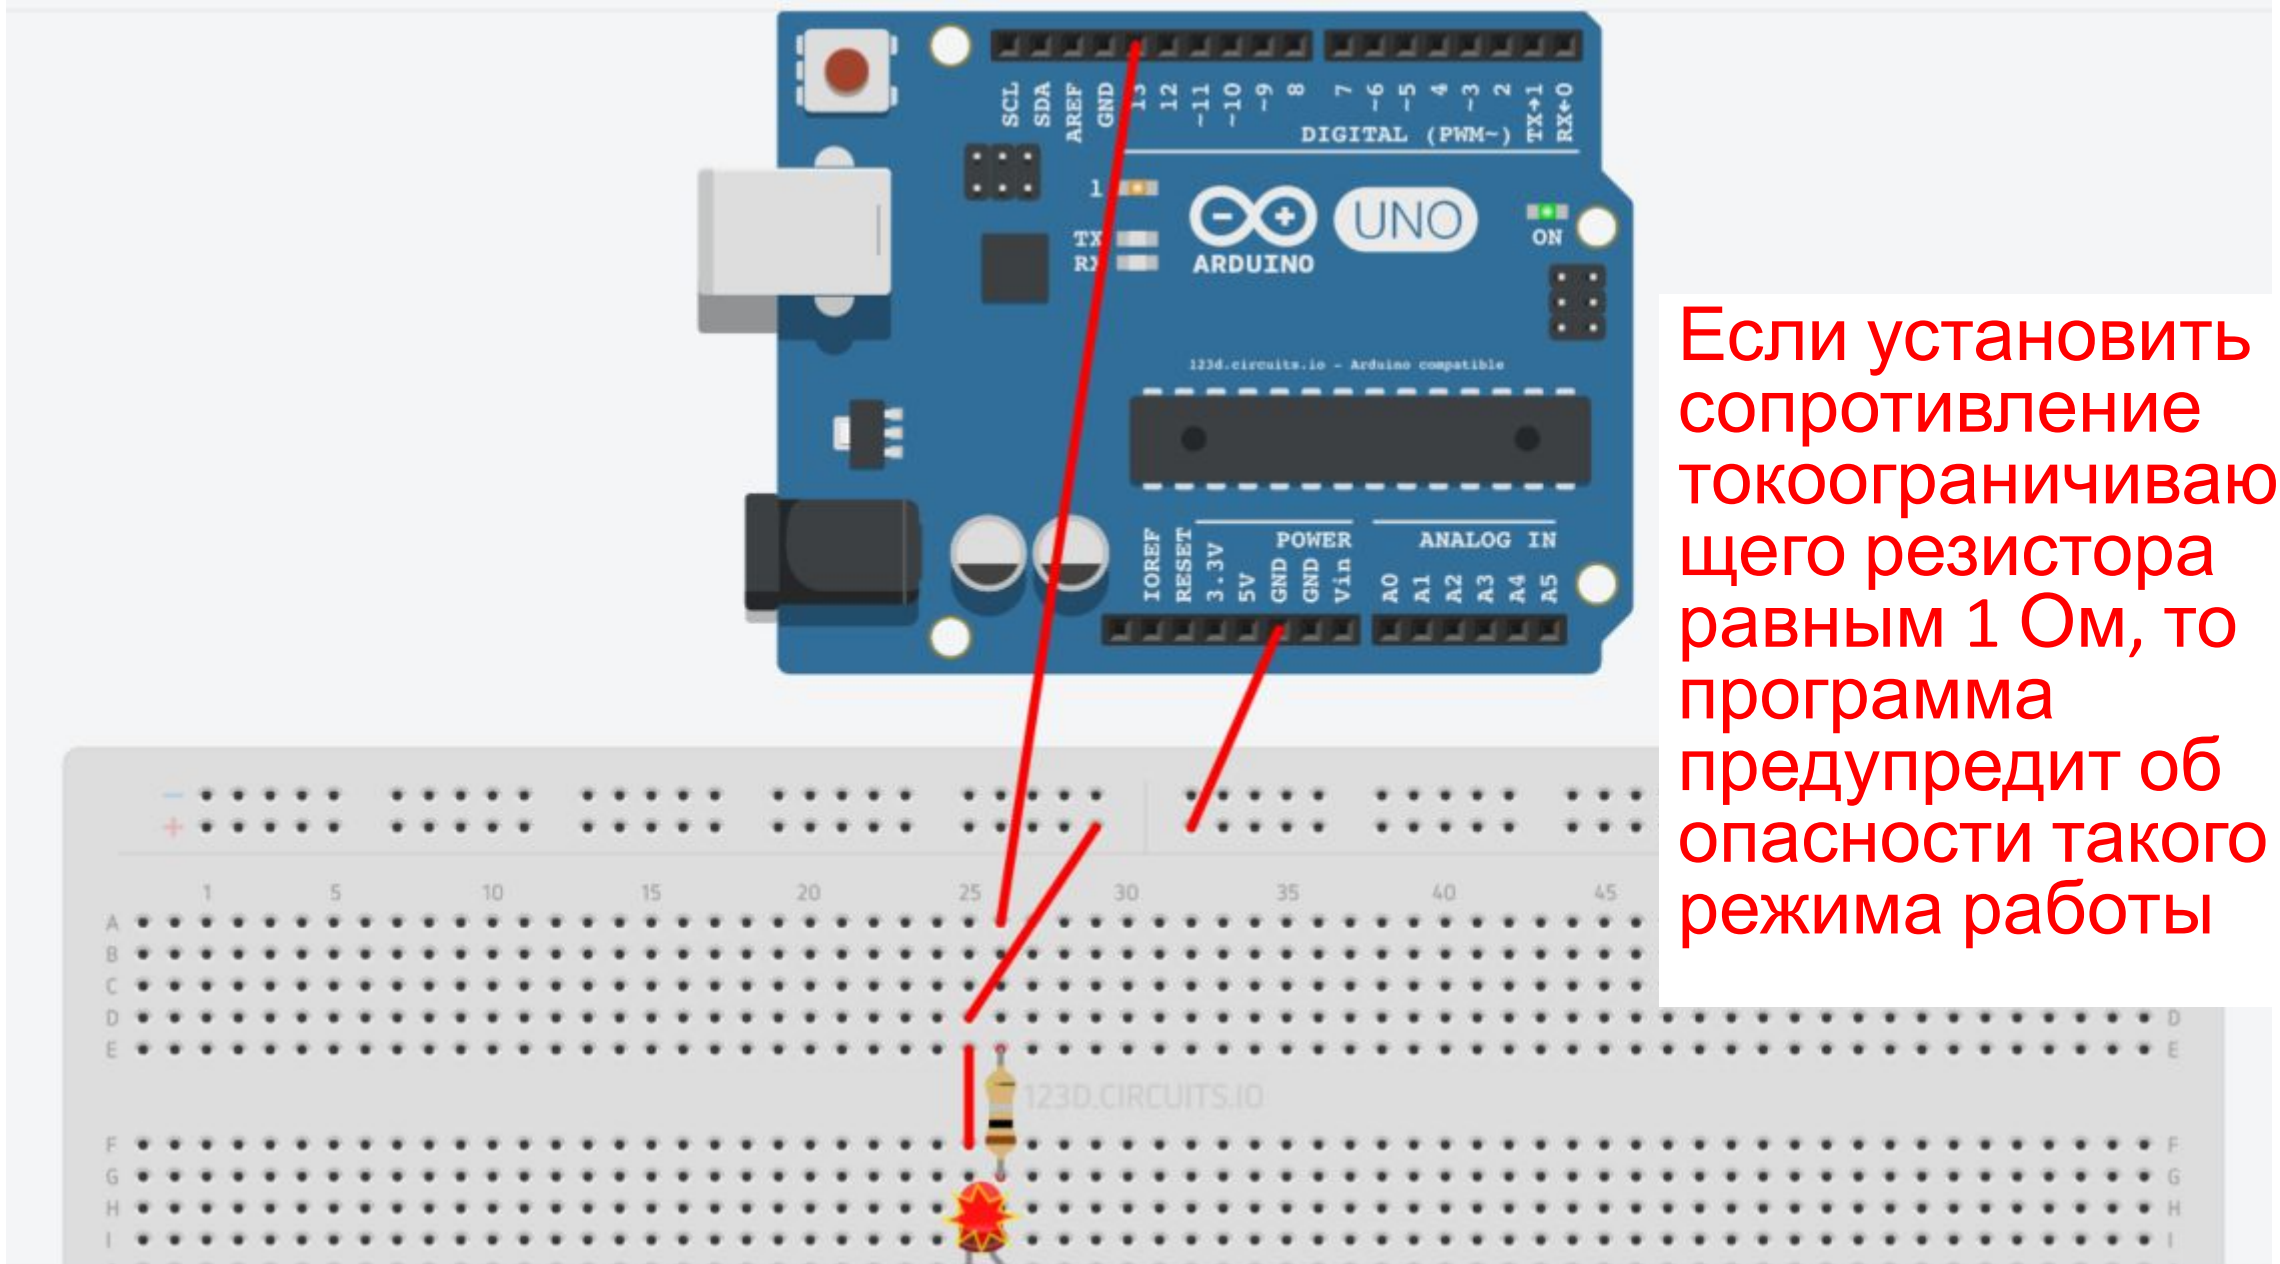 SCL
SDA
AREF
GND
13
12
~11
~10
~9
8
7
~6
~5
4
~3
2
TX→1
RX←0
DIGITAL (PWM~)
1
TX
RX
ARDUINO
UNO
ON
123d.circuits.io - Arduino compatible
IOREF
RESET
3.3V
5V
GND
GND
Vin
POWER
ANALOG IN
A0
A1
A2
A3
A4
A5
Если установить
сопротивление
токоограничиваю
щего резистора
равным 1 Ом, то
программа
предупредит об
опасности такого
режима работы
1 5 10 15 20 25 30 35 40 45
A
B
C
D D
E E
123D.CIRCUITS.IO
F F
G G
H H
I I